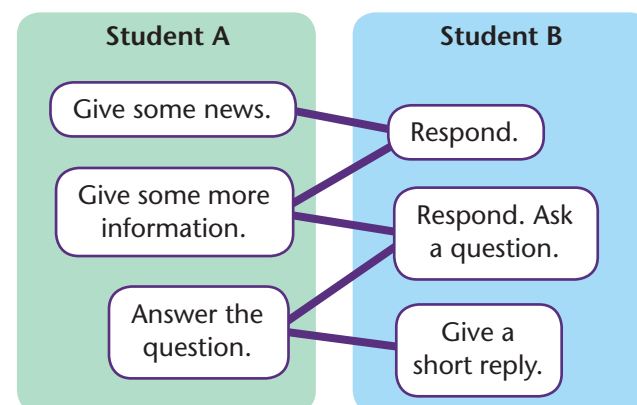 Student A
Student B
Give some news.
Respond.
Give some more
information.
Respond. Ask
a question.
Answer the
question.
Give a
short reply.